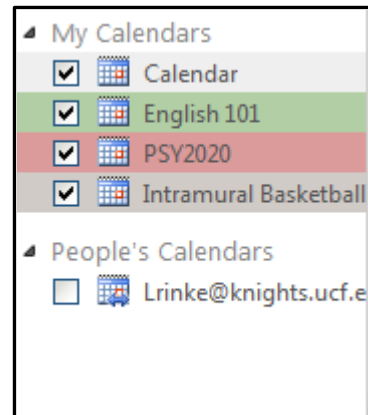 My Calendars
Calendar
English 101
PSY2020
Intramural Basketball
People's Calendars
Lrinke@knights.ucf.e